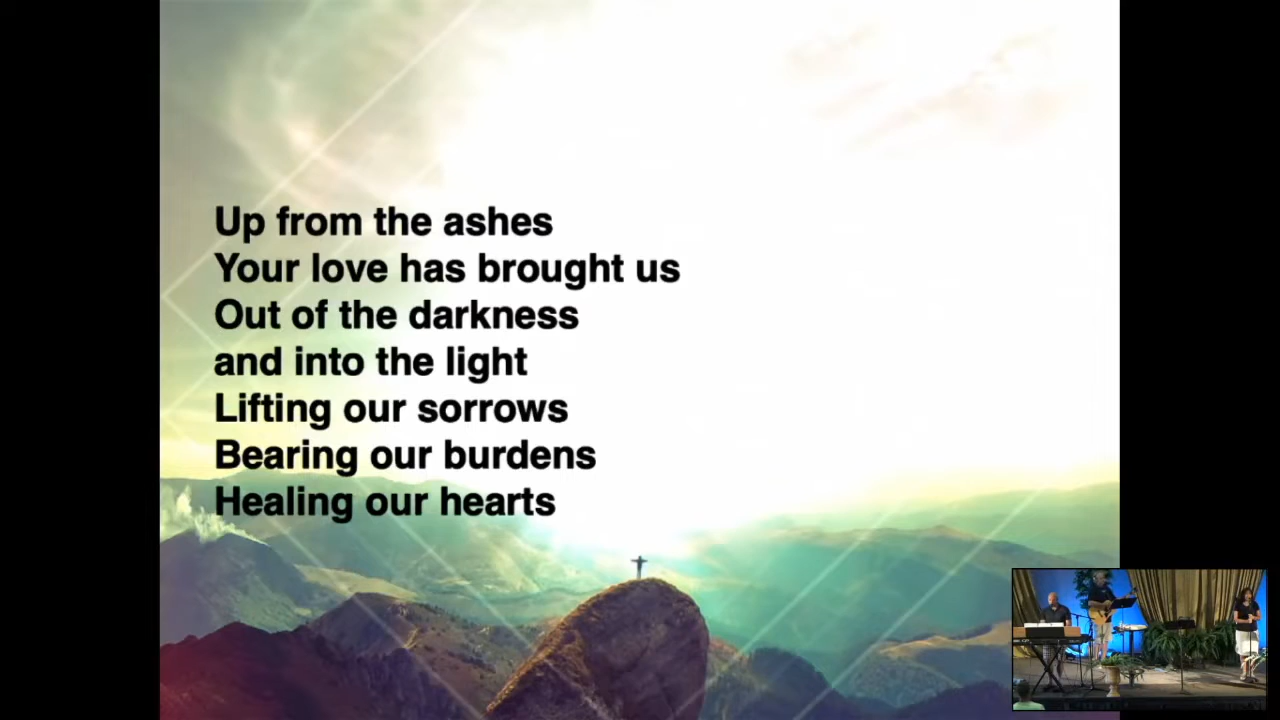 Up from the ashes
Your love has brought us
Out of the darkness
and into the light
Lifting our sorrows
Bearing our burdens
Healing our hearts